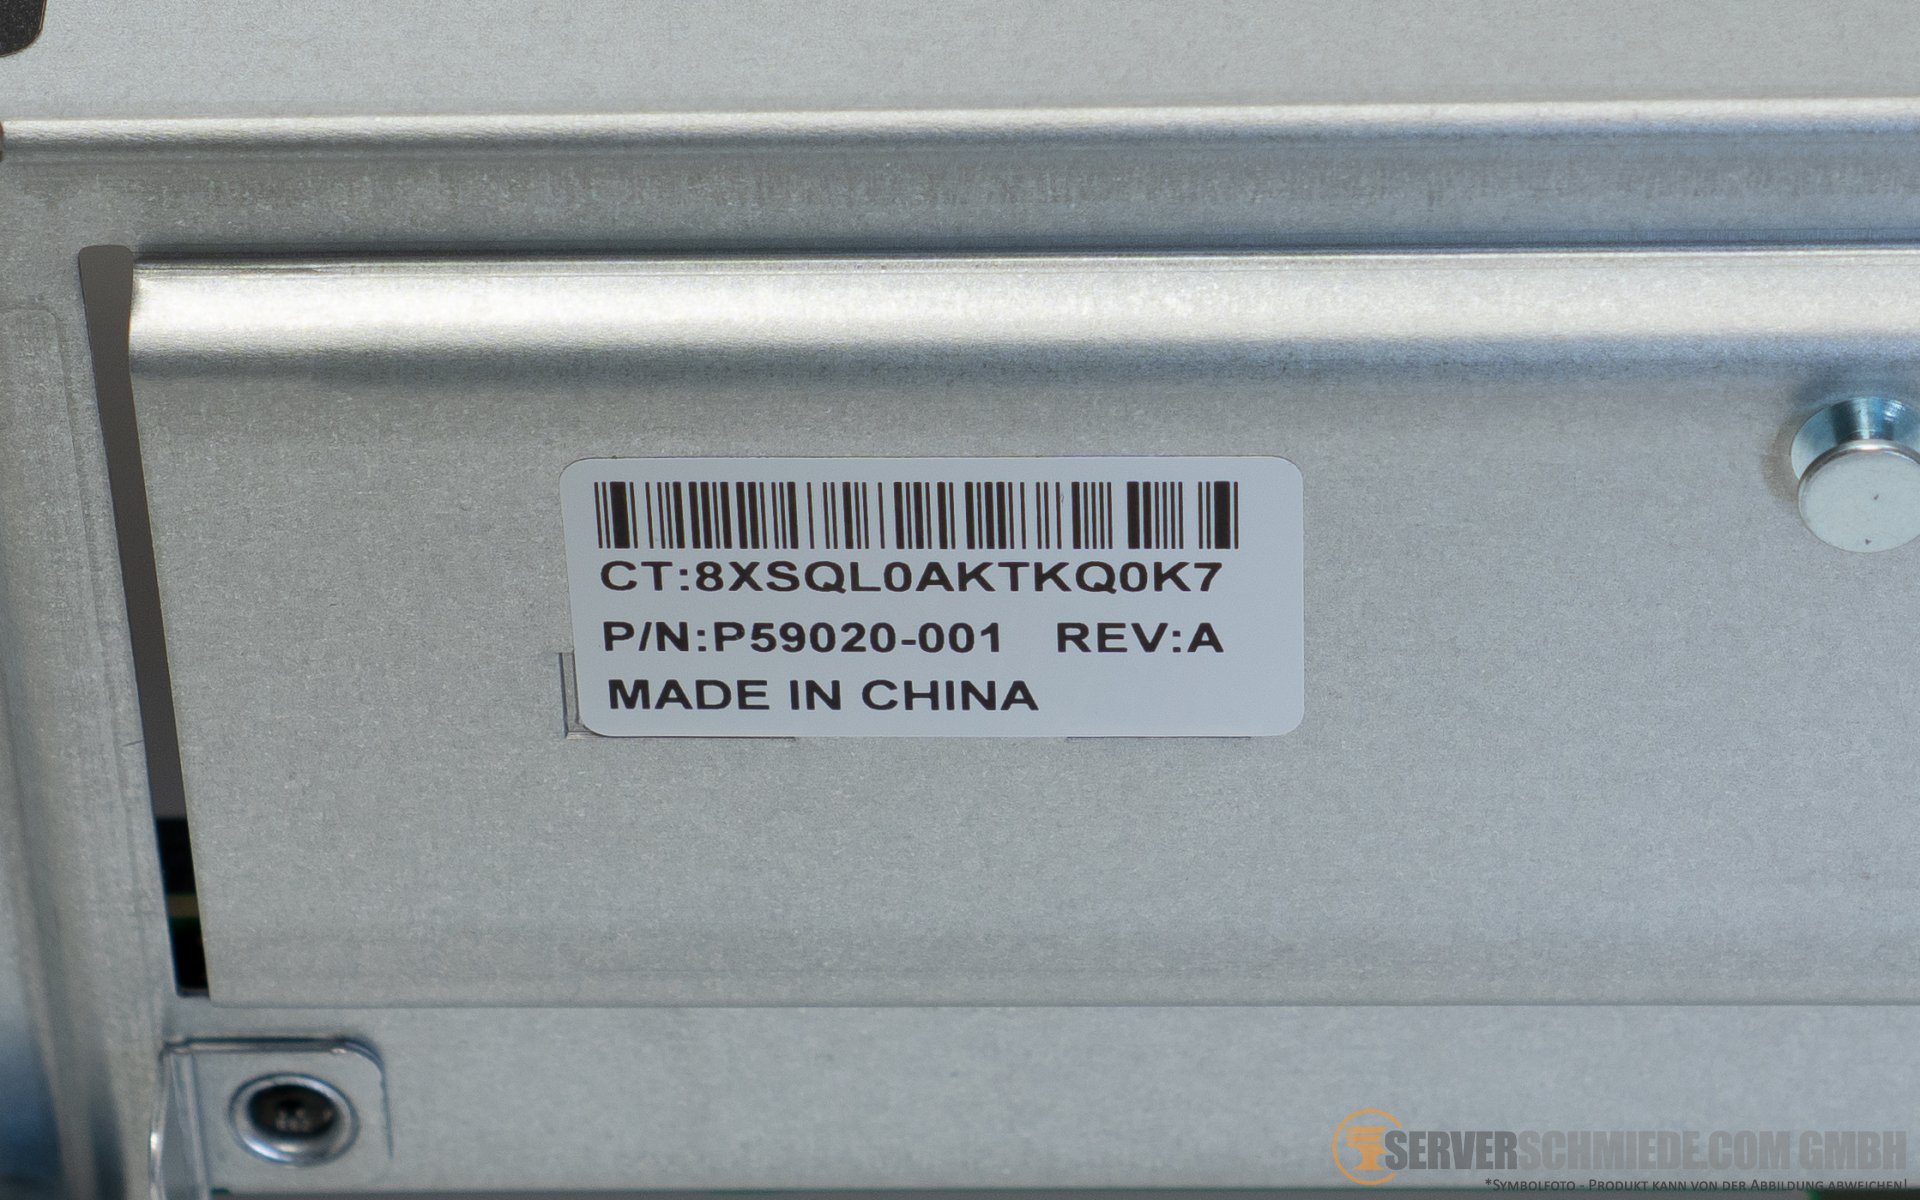 CT:8XSQL0AKTKQ0K7
P/N:P59020-001 REV:A
MADE IN CHINA
SERVERSCHMIEDE.COM GMBH
*SYMBOLFOTO - PRODUKT KANN VON DER ABBILDUNG ABWEICHEN!